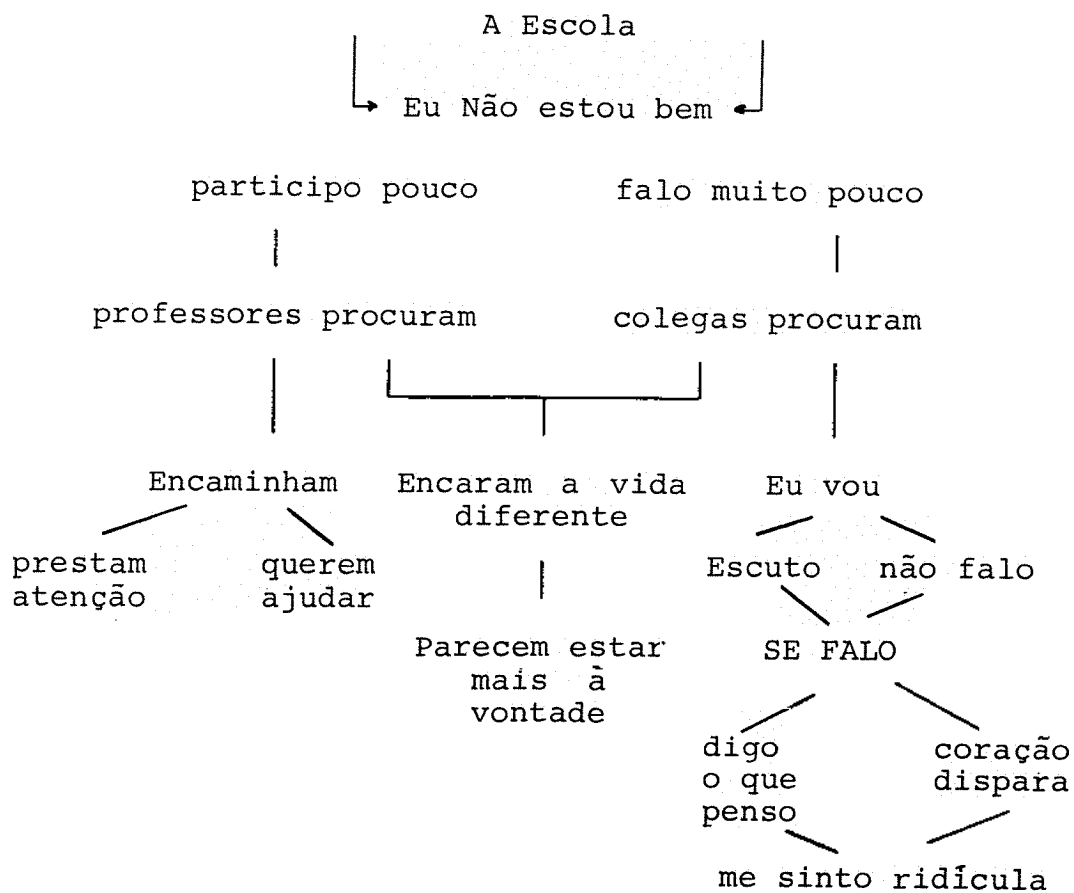 A Escola
Eu Não estou bem
participo pouco
falo muito pouco
professores procuram
colegas procuram
Encaminham
Encaram a vida
diferente
Eu vou
prestam
atenção
querem
ajudar
Escuto
não falo
Parecem estar
mais à
vontade
SE FALO
digo
o que
penso
coração
dispara
me sinto ridícula